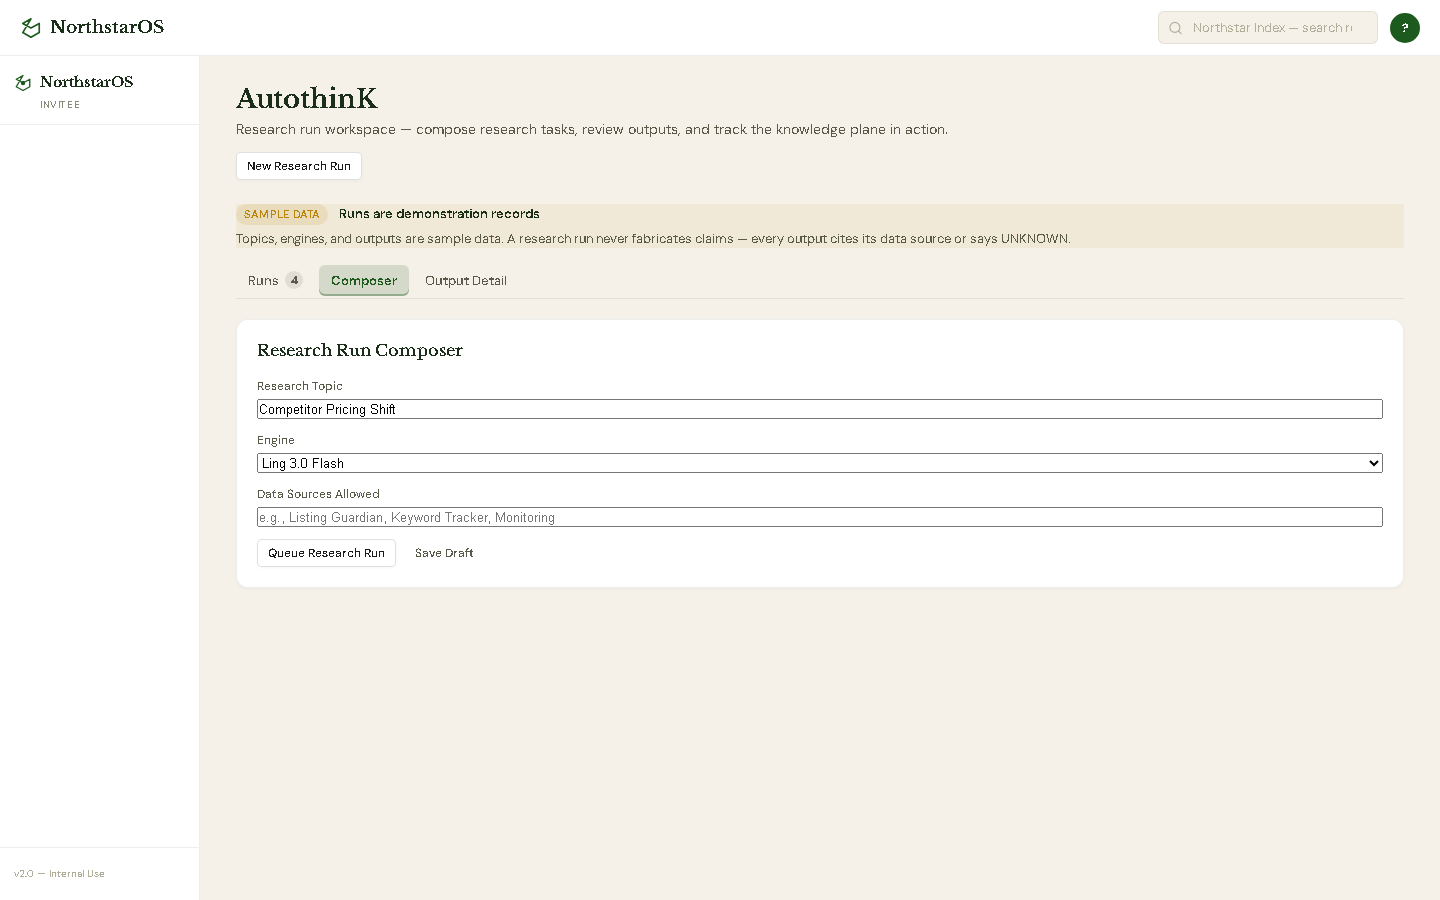 NorthstarOS
Northstar Index — search r
?
NorthstarOS
INVITEE
AutothinK
Research run workspace — compose research tasks, review outputs, and track the knowledge plane in action.
New Research Run
SAMPLE DATA Runs are demonstration records
Topics, engines, and outputs are sample data. A research run never fabricates claims — every output cites its data source or says UNKNOWN.
Runs 4 Composer Output Detail
Research Run Composer
Research Topic
Competitor Pricing Shift
Engine
Ling 3.0 Flash
Data Sources Allowed
e.g., Listing Guardian, Keyword Tracker, Monitoring
Queue Research Run Save Draft
v2.0 — Internal Use